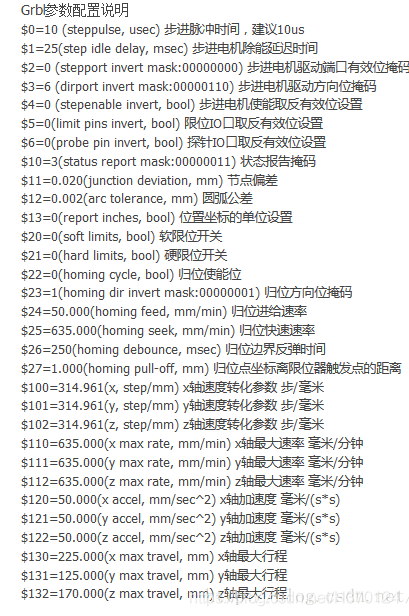 Grbl参数配置说明
$0=10 (steppulse, usec) 步进脉冲时间，建议10us
$1=25(step idle delay, msec) 步进电机除能延迟时间
$2=0 (stepport invert mask:00000000) 步进电机驱动端口有效位掩码
$3=6 (dirport invert mask:00000110) 步进电机驱动方向位掩码
$4=0 (stepenable invert, bool) 步进电机使能取反有效位设置
$5=0(limit pins invert, bool) 限位IO口取反有效位设置
$6=0(probe pin invert, bool) 探针IO口取反有效位设置
$10=3(status report mask:00000011) 状态报告掩码
$11=0.020(junction deviation, mm) 节点偏差
$12=0.002(arc tolerance, mm) 圆弧公差
$13=0(report inches, bool) 位置坐标的单位设置
$20=0(soft limits, bool) 软限位开关
$21=0(hard limits, bool) 硬限位开关
$22=0(homing cycle, bool) 归位使能位
$23=1(homing dir invert mask:00000001) 归位方向位掩码
$24=50.000(homing feed, mm/min) 归位进给速率
$25=635.000(homing seek, mm/min) 归位快速速率
$26=250(homing debounce, msec) 归位边界反弹时间
$27=1.000(homing pull-off, mm) 归位点坐标离限位器触发点的距离
$100=314.961(x, step/mm) x轴速度转化参数 步/毫米
$101=314.961(y, step/mm) y轴速度转化参数 步/毫米
$102=314.961(z, step/mm) z轴速度转化参数 步/毫米
$110=635.000(x max rate, mm/min) x轴最大速率 毫米/分钟
$111=635.000(y max rate, mm/min) y轴最大速率 毫米/分钟
$112=635.000(z max rate, mm/min) z轴最大速率 毫米/分钟
$120=50.000(x accel, mm/sec^2) x轴加速度 毫米/(s*s)
$121=50.000(y accel, mm/sec^2) y轴加速度 毫米/(s*s)
$122=50.000(z accel, mm/sec^2) z轴加速度 毫米/(s*s)
$130=225.000(x max travel, mm) x轴最大行程
$131=125.000(y max travel, mm) y轴最大行程
$132=170.000(z max travel, mm) z轴最大行程